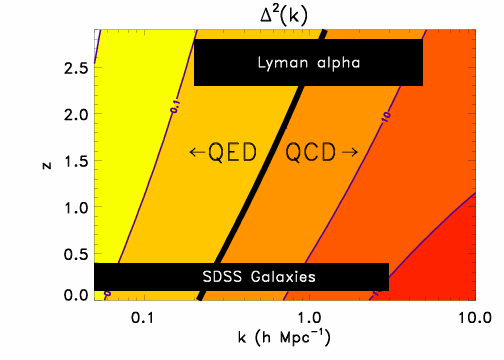 Δ²(k)
2.5
2.0
1.5
1.0
0.5
0.0
z
Lyman alpha
0.1
10
←QED QCD→
SDSS Galaxies
0.1 1.0 10.0
k (h Mpc⁻¹)